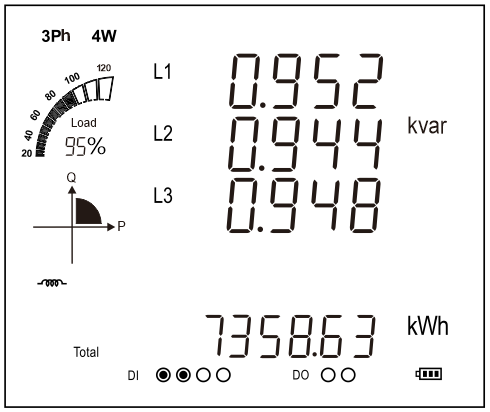 3Ph 4W
120
100
80
60
40
20
Load
95%
L1 0.952
L2 0.944 kvar
L3 0.948
Q
P
7358.63 kWh
Total
DI DO